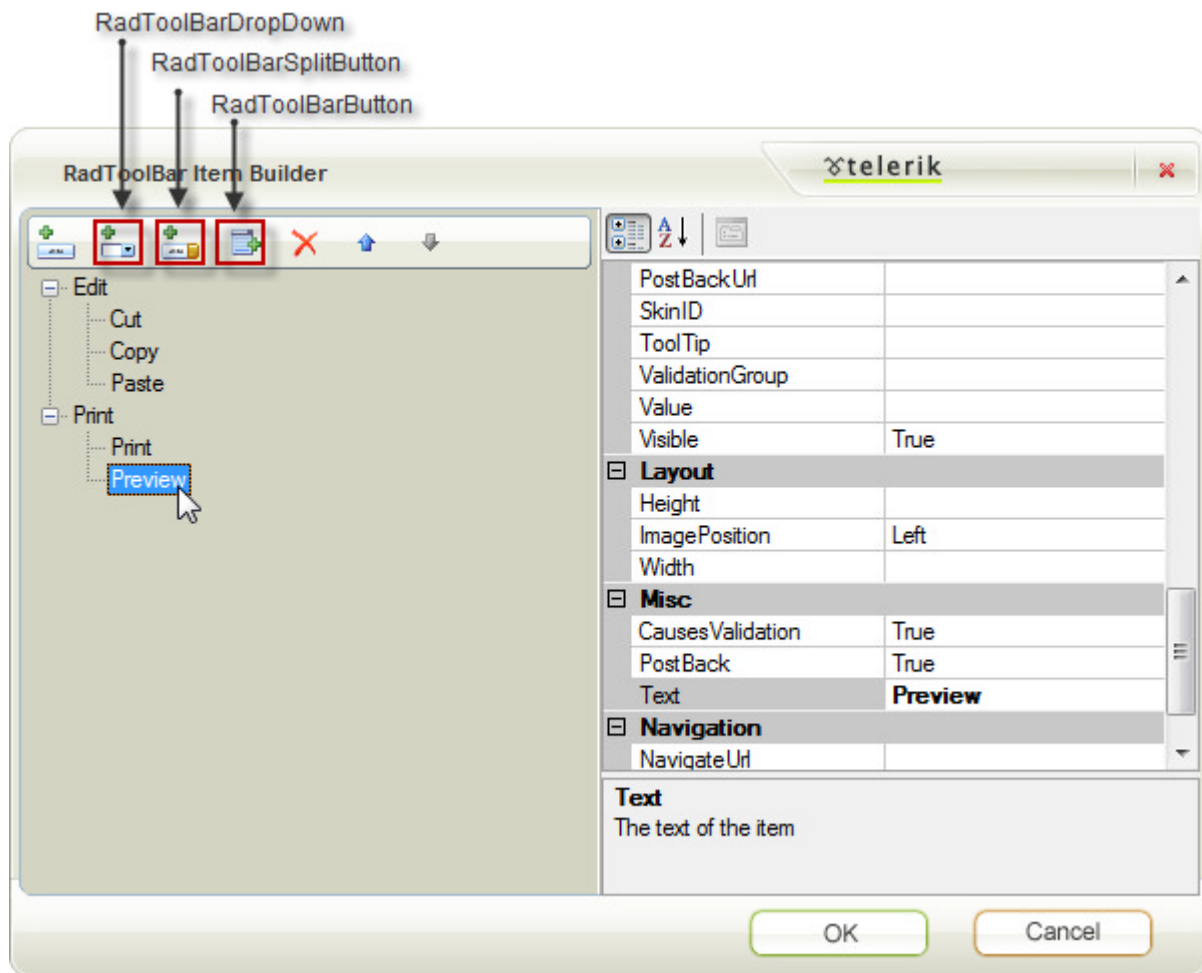 RadToolBarDropDown
RadToolBarSplitButton
RadToolBarButton
RadToolBar Item Builder
telerik
Edit
Cut
Copy
Paste
Print
Print
Preview
A
Z
PostBackUrl
SkinID
ToolTip
ValidationGroup
Value
Visible True
Layout
Height
ImagePosition Left
Width
Misc
CausesValidation True
PostBack True
Text Preview
Navigation
NavigateUrl
Text
The text of the item
OK Cancel